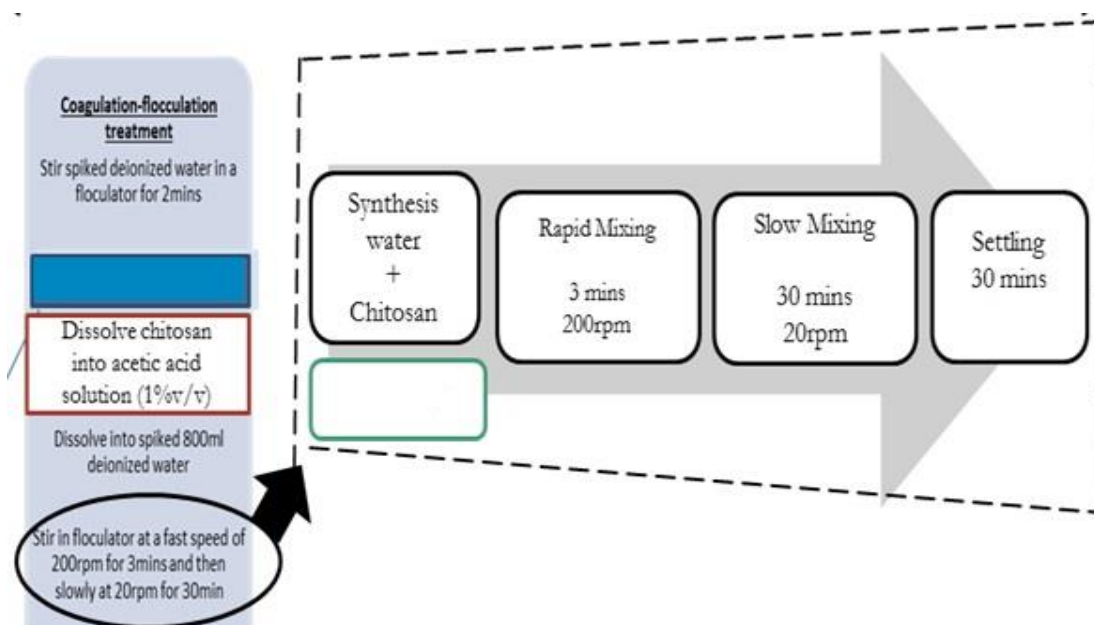 Coagulation-flocculation
treatment
Stir spiked deionized water in a
floculator for 2mins
Dissolve chitosan
into acetic acid
solution (1%v/v)
Dissolve into spiked 800ml
deionized water
Stir in floculator at a fast speed of
200rpm for 3mins and then
slowly at 20rpm for 30min
Synthesis
water
+
Chitosan
Rapid Mixing
3 mins
200rpm
Slow Mixing
30 mins
20rpm
Settling
30 mins